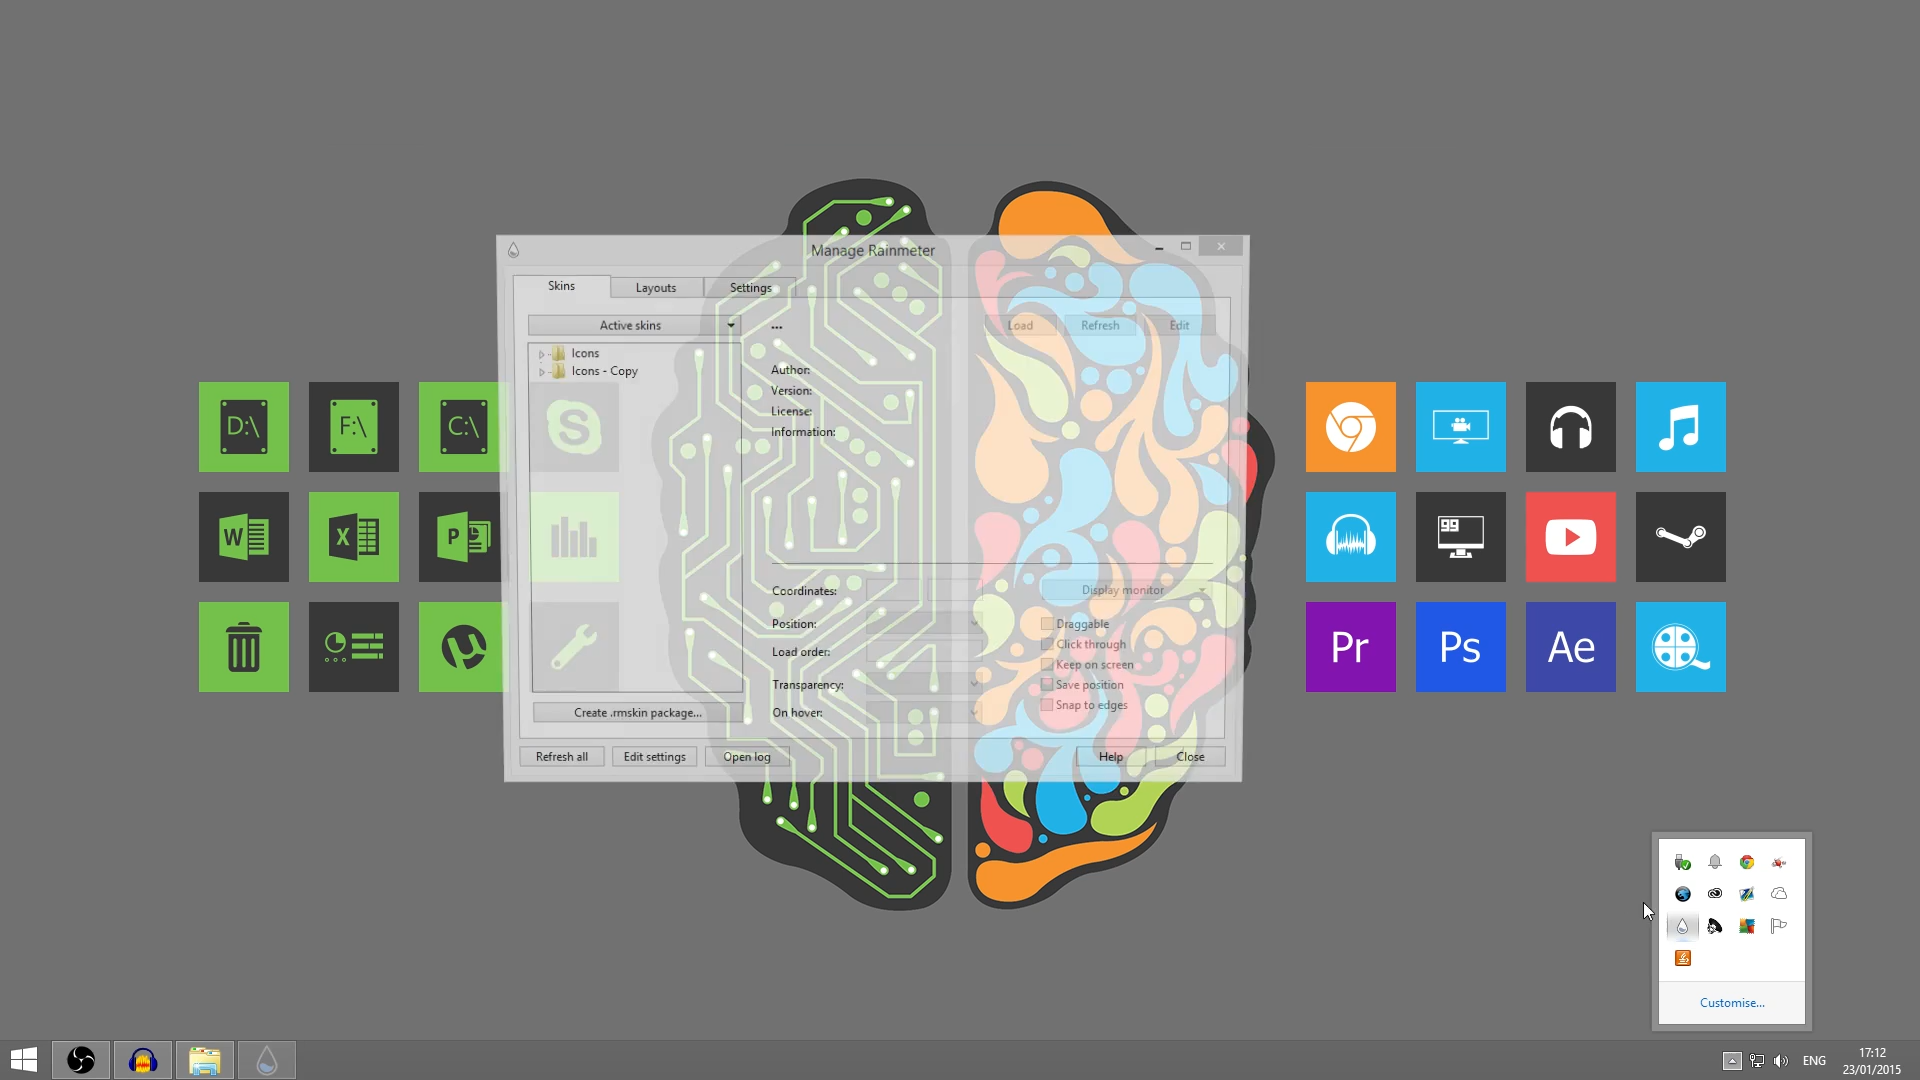 Manage Rainmeter
Skins
Layouts
Settings
Active skins
...
Load
Refresh
Edit
Icons
Icons - Copy
Author:
Version:
License:
Information:
D:\
F:\
C:\
S
W
X
P
99
Coordinates:
Display monitor
Position:
Draggable
Click through
Load order:
Keep on screen
Transparency:
Save position
On hover:
Snap to edges
Create .rmskin package...
Pr
Ps
Ae
Refresh all
Edit settings
Open log
Help
Close
Customise...
ENG
17:12
23/01/2015